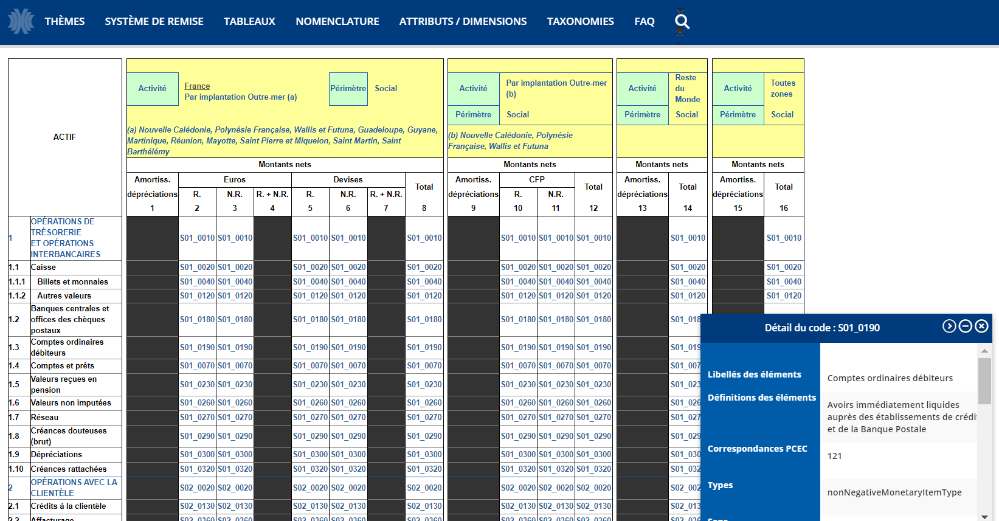 THÈMES SYSTÈME DE REMISE TABLEAUX NOMENCLATURE ATTRIBUTS / DIMENSIONS TAXONOMIES FAQ
ACTIF
Activité France Par implantation Outre-mer (a) Périmètre Social
(a) Nouvelle Calédonie, Polynésie Française, Wallis et Futuna, Guadeloupe, Guyane,
Martinique, Réunion, Mayotte, Saint Pierre et Miquelon, Saint Martin, Saint
Barthélémy
Activité Par implantation Outre-mer
(b)
Périmètre Social
(b) Nouvelle Calédonie, Polynésie
Française, Wallis et Futuna
Activité Reste
du
Monde
Périmètre Social
Activité Toutes
zones
Périmètre Social
Montants nets Montants nets Montants nets Montants nets
Amortiss. Euros Devises Total Amortiss. CFP Total Amortiss. Total Amortiss. Total
dépréciations R. N.R. R. + N.R. R. N.R. R. + N.R. dépréciations R. N.R. dépréciations dépréciations
1 2 3 4 5 6 7 8 9 10 11 12 13 14 15 16
1 OPÉRATIONS DE
TRÉSORERIE
ET OPÉRATIONS
INTERBANCAIRES
S01_0010 S01_0010 S01_0010 S01_0010 S01_0010 S01_0010 S01_0010 S01_0010 S01_0010 S01_0010
1.1 Caisse S01_0020 S01_0020 S01_0020 S01_0020 S01_0020 S01_0020 S01_0020 S01_0020 S01_0020 S01_0020
1.1.1 Billets et monnaies S01_0040 S01_0040 S01_0040 S01_0040 S01_0040 S01_0040 S01_0040 S01_0040 S01_0040 S01_0040
1.1.2 Autres valeurs S01_0120 S01_0120 S01_0120 S01_0120 S01_0120 S01_0120 S01_0120 S01_0120 S01_0120 S01_0120
1.2 Banques centrales et
offices des chèques
postaux
S01_0180 S01_0180 S01_0180 S01_0180 S01_0180 S01_0180 S01_0180 S01_0180 S01_018
1.3 Comptes ordinaires
débiteurs
S01_0190 S01_0190 S01_0190 S01_0190 S01_0190 S01_0190 S01_0190 S01_0190 S01_019
1.4 Comptes et prêts S01_0070 S01_0070 S01_0070 S01_0070 S01_0070 S01_0070 S01_0070 S01_0070 S01_007
1.5 Valeurs reçues en
pension
S01_0230 S01_0230 S01_0230 S01_0230 S01_0230 S01_0230 S01_0230 S01_0230 S01_023
1.6 Valeurs non imputées S01_0260 S01_0260 S01_0260 S01_0260 S01_0260 S01_0260 S01_0260 S01_0260 S01_026
1.7 Réseau S01_0270 S01_0270 S01_0270 S01_0270 S01_0270 S01_0270 S01_0270 S01_0270 S01_027
1.8 Créances douteuses
(brut)
S01_0290 S01_0290 S01_0290 S01_0290 S01_0290 S01_0290 S01_0290 S01_0290 S01_029
1.9 Dépréciations S01_0300 S01_0300 S01_0300 S01_0300 S01_0300 S01_0300 S01_0300 S01_0300 S01_030
1.10 Créances rattachées S01_0320 S01_0320 S01_0320 S01_0320 S01_0320 S01_0320 S01_0320 S01_0320 S01_032
2 OPÉRATIONS AVEC LA
CLIENTÈLE
S02_0020 S02_0020 S02_0020 S02_0020 S02_0020 S02_0020 S02_0020 S02_0020 S02_002
2.1 Crédits à la clientèle S02_0130 S02_0130 S02_0130 S02_0130 S02_0130 S02_0130 S02_0130 S02_0130 S02_013
2.2 Affacturage S02_0360 S02_0360 S02_0360 S02_0360 S02_0360 S02_0360 S02_0360 S02_0360 S02_036
Détail du code : S01_0190
Libellés des éléments Comptes ordinaires débiteurs
Définitions des éléments Avoirs immédiatement liquides
auprès des établissements de crédi
et de la Banque Postale
Correspondances PCEC 121
Types nonNegativeMonetaryItemType
Sens